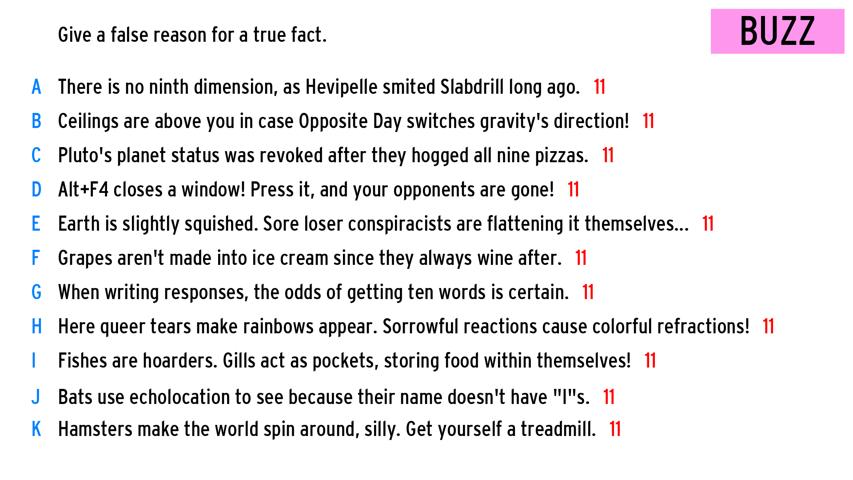 Give a false reason for a true fact.
BUZZ
A There is no ninth dimension, as Hevipelle smited Slabdrill long ago. 11
B Ceilings are above you in case Opposite Day switches gravity's direction! 11
C Pluto's planet status was revoked after they hogged all nine pizzas. 11
D Alt+F4 closes a window! Press it, and your opponents are gone! 11
E Earth is slightly squished. Sore loser conspiracists are flattening it themselves... 11
F Grapes aren't made into ice cream since they always wine after. 11
G When writing responses, the odds of getting ten words is certain. 11
H Here queer tears make rainbows appear. Sorrowful reactions cause colorful refractions! 11
I Fishes are hoarders. Gills act as pockets, storing food within themselves! 11
J Bats use echolocation to see because their name doesn't have "I"s. 11
K Hamsters make the world spin around, silly. Get yourself a treadmill. 11